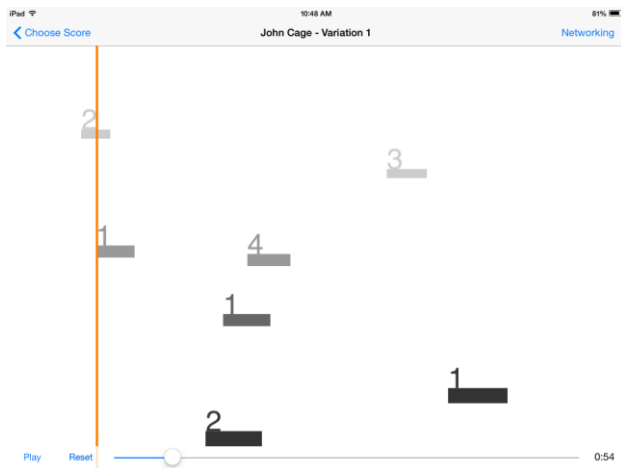 iPad 10:48 AM 81%
Choose Score John Cage - Variation 1 Networking
2
3
1
4
1
1
2
Play Reset 0:54